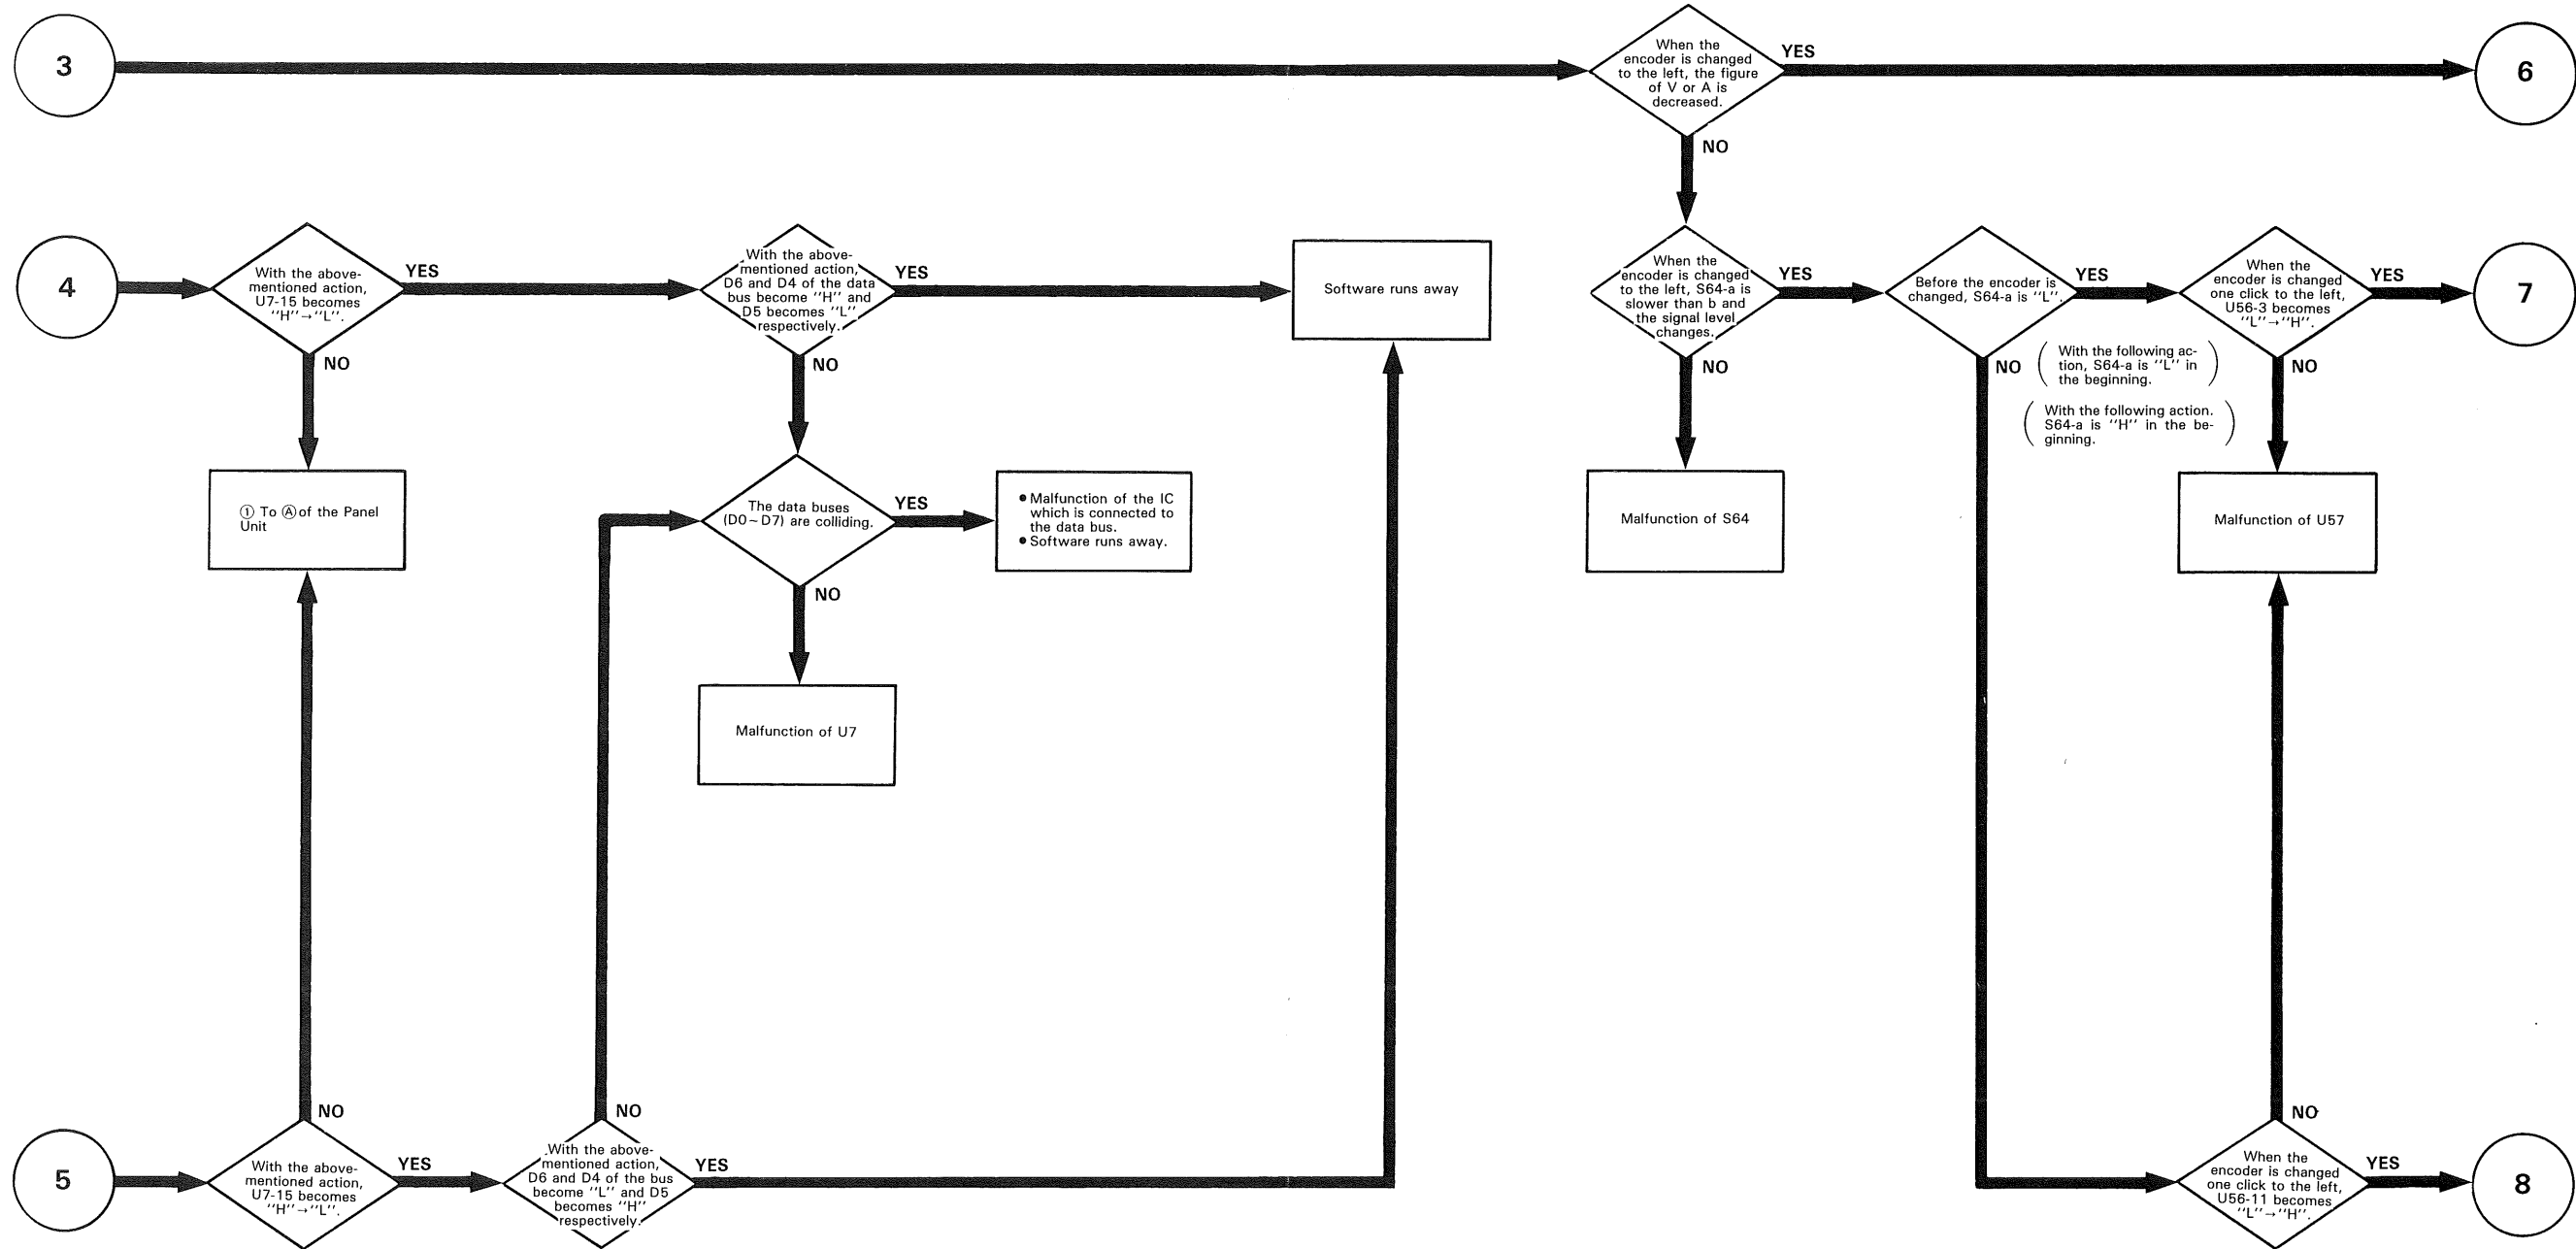 3
When the
encoder is changed
to the left, the figure
of V or A is
decreased.
YES
6
NO
4
With the above-
mentioned action,
U7-15 becomes
"H"→"L".
YES
NO
With the above-
mentioned action,
D6 and D4 of the data
bus become "H" and
D5 becomes "L"
respectively.
YES
NO
Software runs away
When the
encoder is changed
to the left, S64-a is
slower than b and
the signal level
changes.
YES
NO
Before the encoder is
changed, S64-a is "L".
YES
NO
(With the following ac-
tion, S64-a is "L" in
the beginning.)
(With the following action.
S64-a is "H" in the be-
ginning.)
When the
encoder is changed
one click to the left,
U56-3 becomes
"L"→"H".
YES
NO
7
① To Ⓐ of the Panel
Unit
The data buses
(D0~D7) are colliding.
YES
NO
● Malfunction of the IC
which is connected to
the data bus.
● Software runs away.
Malfunction of S64
Malfunction of U57
Malfunction of U7
5
With the above-
mentioned action,
U7-15 becomes
"H"→"L".
NO
YES
With the above-
mentioned action,
D6 and D4 of the bus
become "L" and D5
becomes "H"
respectively.
NO
YES
When the
encoder is changed
one click to the left,
U56-11 becomes
"L"→"H".
NO
YES
8